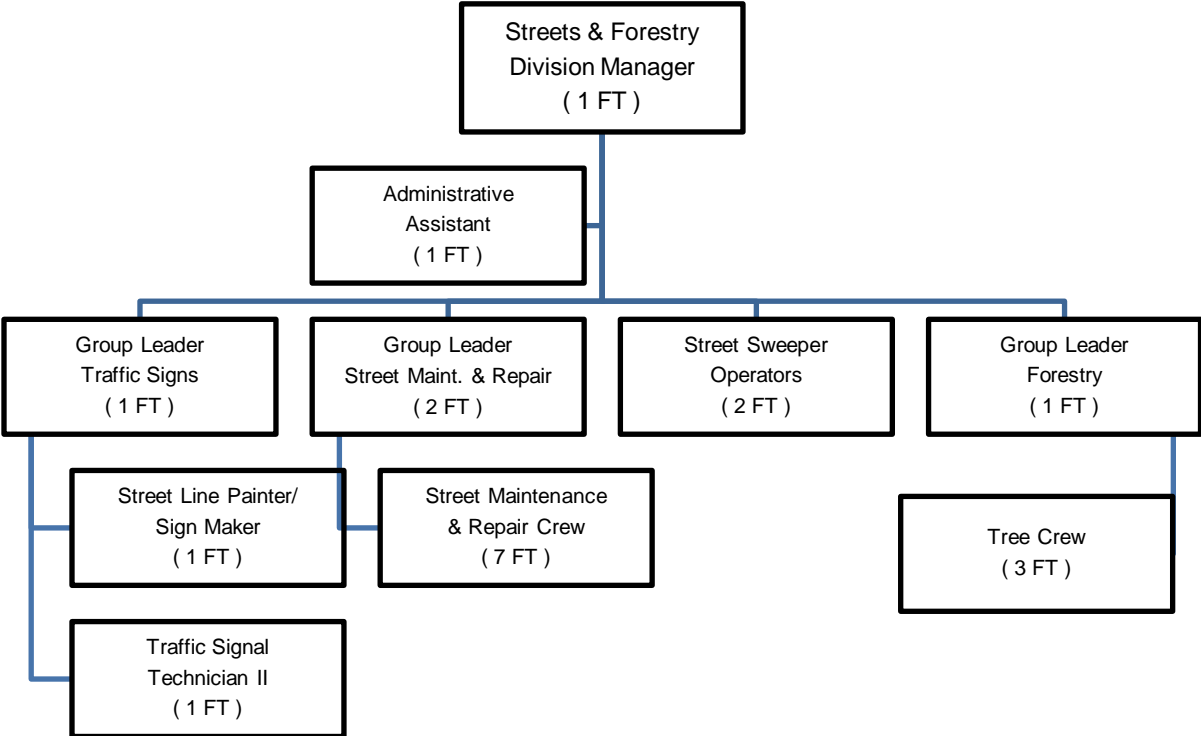 Streets & Forestry
Division Manager
( 1 FT )
Administrative
Assistant
( 1 FT )
Group Leader
Traffic Signs
( 1 FT )
Group Leader
Street Maint. & Repair
( 2 FT )
Street Sweeper
Operators
( 2 FT )
Group Leader
Forestry
( 1 FT )
Street Line Painter/
Sign Maker
( 1 FT )
Street Maintenance
& Repair Crew
( 7 FT )
Tree Crew
( 3 FT )
Traffic Signal
Technician II
( 1 FT )